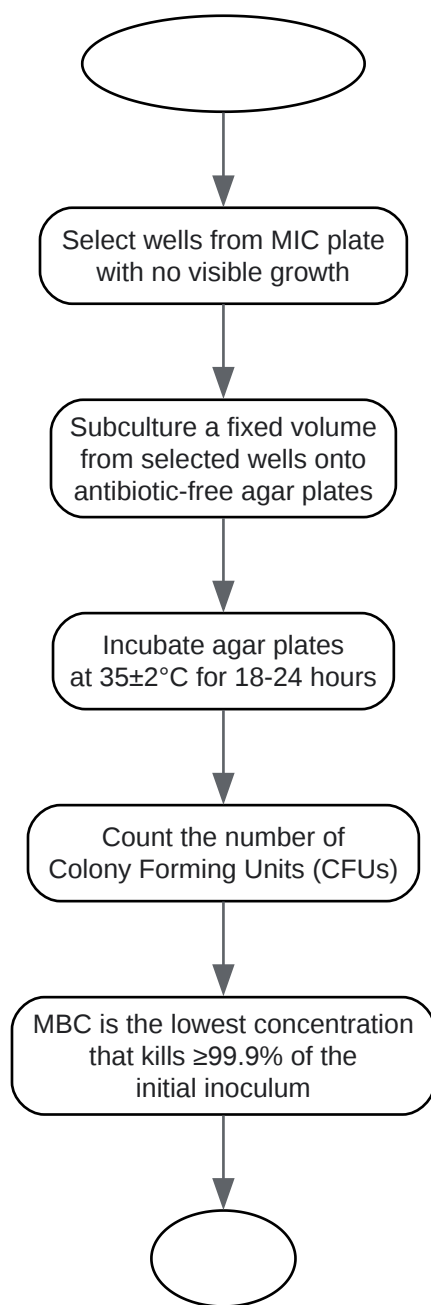 Select wells from MIC plate
with no visible growth
Subculture a fixed volume
from selected wells onto
antibiotic-free agar plates
Incubate agar plates
at 35±2°C for 18-24 hours
Count the number of
Colony Forming Units (CFUs)
MBC is the lowest concentration
that kills ≥99.9% of the
initial inoculum